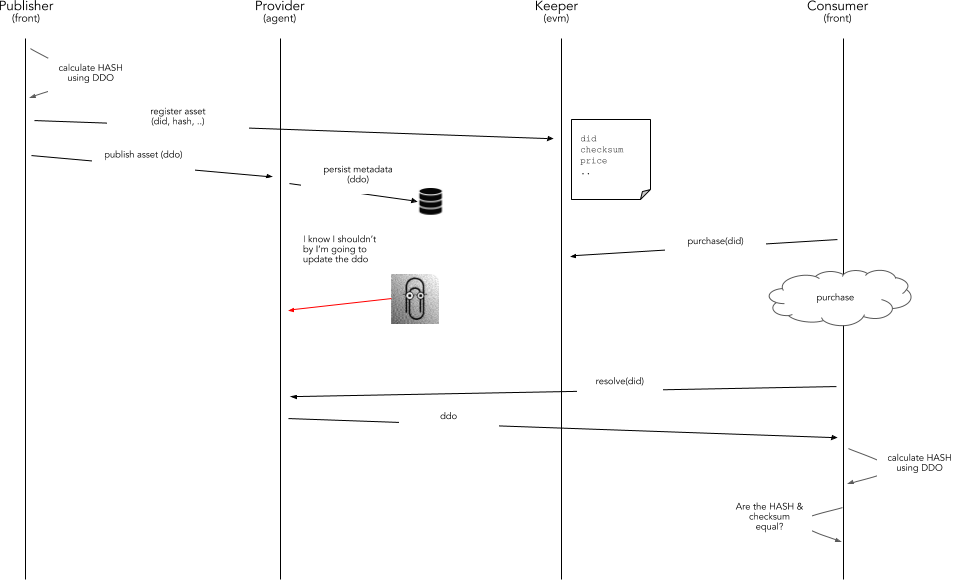 Publisher
(front)
Provider
(agent)
Keeper
(evm)
Consumer
(front)
calculate HASH
using DDO
register asset
(did, hash, ..)
publish asset (ddo)
persist metadata
(ddo)
did
checksum
price
..
I know I shouldn't
by I'm going to
update the ddo
purchase(did)
purchase
resolve(did)
ddo
calculate HASH
using DDO
Are the HASH &
checksum
equal?